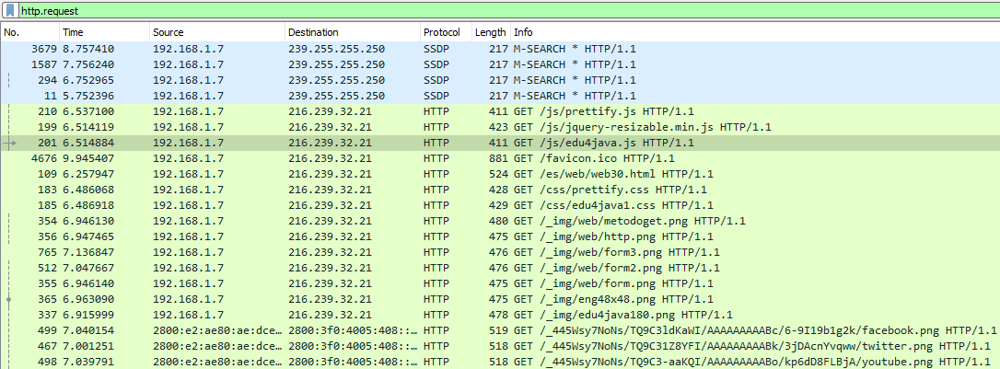 http.request
No. Time Source Destination Protocol Length Info
3679 8.757410 192.168.1.7 239.255.255.250 SSDP 217 M-SEARCH * HTTP/1.1
1587 7.756240 192.168.1.7 239.255.255.250 SSDP 217 M-SEARCH * HTTP/1.1
294 6.752965 192.168.1.7 239.255.255.250 SSDP 217 M-SEARCH * HTTP/1.1
11 5.752396 192.168.1.7 239.255.255.250 SSDP 217 M-SEARCH * HTTP/1.1
210 6.537100 192.168.1.7 216.239.32.21 HTTP 411 GET /js/prettify.js HTTP/1.1
199 6.514119 192.168.1.7 216.239.32.21 HTTP 423 GET /js/jquery-resizable.min.js HTTP/1.1
201 6.514884 192.168.1.7 216.239.32.21 HTTP 411 GET /js/edu4java.js HTTP/1.1
4676 9.945407 192.168.1.7 216.239.32.21 HTTP 881 GET /favicon.ico HTTP/1.1
109 6.257947 192.168.1.7 216.239.32.21 HTTP 524 GET /es/web/web30.html HTTP/1.1
183 6.486068 192.168.1.7 216.239.32.21 HTTP 428 GET /css/prettify.css HTTP/1.1
185 6.486918 192.168.1.7 216.239.32.21 HTTP 429 GET /css/edu4java1.css HTTP/1.1
354 6.946130 192.168.1.7 216.239.32.21 HTTP 480 GET /_img/web/metodoget.png HTTP/1.1
356 6.947465 192.168.1.7 216.239.32.21 HTTP 475 GET /_img/web/http.png HTTP/1.1
765 7.136847 192.168.1.7 216.239.32.21 HTTP 476 GET /_img/web/form3.png HTTP/1.1
512 7.047667 192.168.1.7 216.239.32.21 HTTP 476 GET /_img/web/form2.png HTTP/1.1
355 6.946140 192.168.1.7 216.239.32.21 HTTP 475 GET /_img/web/form.png HTTP/1.1
365 6.963090 192.168.1.7 216.239.32.21 HTTP 475 GET /_img/eng48x48.png HTTP/1.1
337 6.915999 192.168.1.7 216.239.32.21 HTTP 478 GET /_img/edu4java180.png HTTP/1.1
499 7.040154 2800:e2:ae80:ae:dce… 2800:3f0:4005:408::… HTTP 519 GET /_445Wsy7NoNs/TQ9C3ldKaWI/AAAAAAAAABc/6-9I19b1g2k/facebook.png HTTP/1.1
467 7.001251 2800:e2:ae80:ae:dce… 2800:3f0:4005:408::… HTTP 518 GET /_445Wsy7NoNs/TQ9C31Z8YFI/AAAAAAAAABk/3jDAcnYvqww/twitter.png HTTP/1.1
498 7.039791 2800:e2:ae80:ae:dce… 2800:3f0:4005:408::… HTTP 518 GET /_445Wsy7NoNs/TQ9C3-aaKQI/AAAAAAAAABo/kp6dD8FLBjA/youtube.png HTTP/1.1